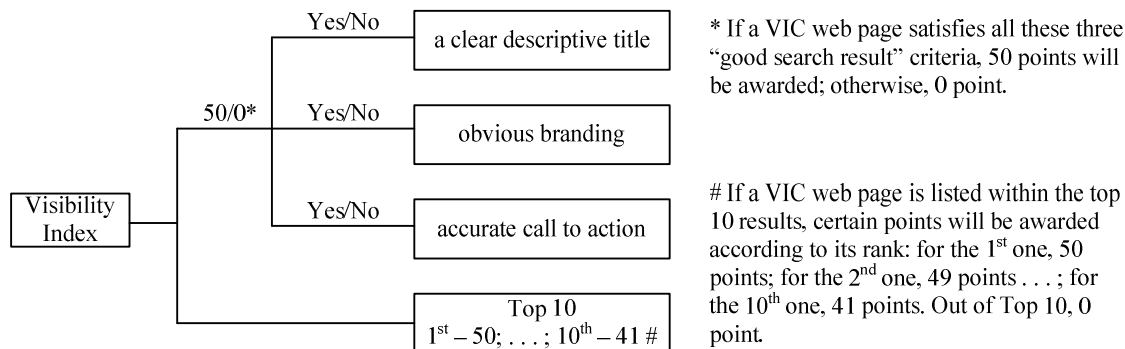 Yes/No
a clear descriptive title
50/0*
Yes/No
obvious branding
Visibility
Index
Yes/No
accurate call to action
Top 10
1st – 50; . . . ; 10th – 41 #
* If a VIC web page satisfies all these three
“good search result” criteria, 50 points will
be awarded; otherwise, 0 point.
# If a VIC web page is listed within the top
10 results, certain points will be awarded
according to its rank: for the 1st one, 50
points; for the 2nd one, 49 points . . . ; for
the 10th one, 41 points. Out of Top 10, 0
point.